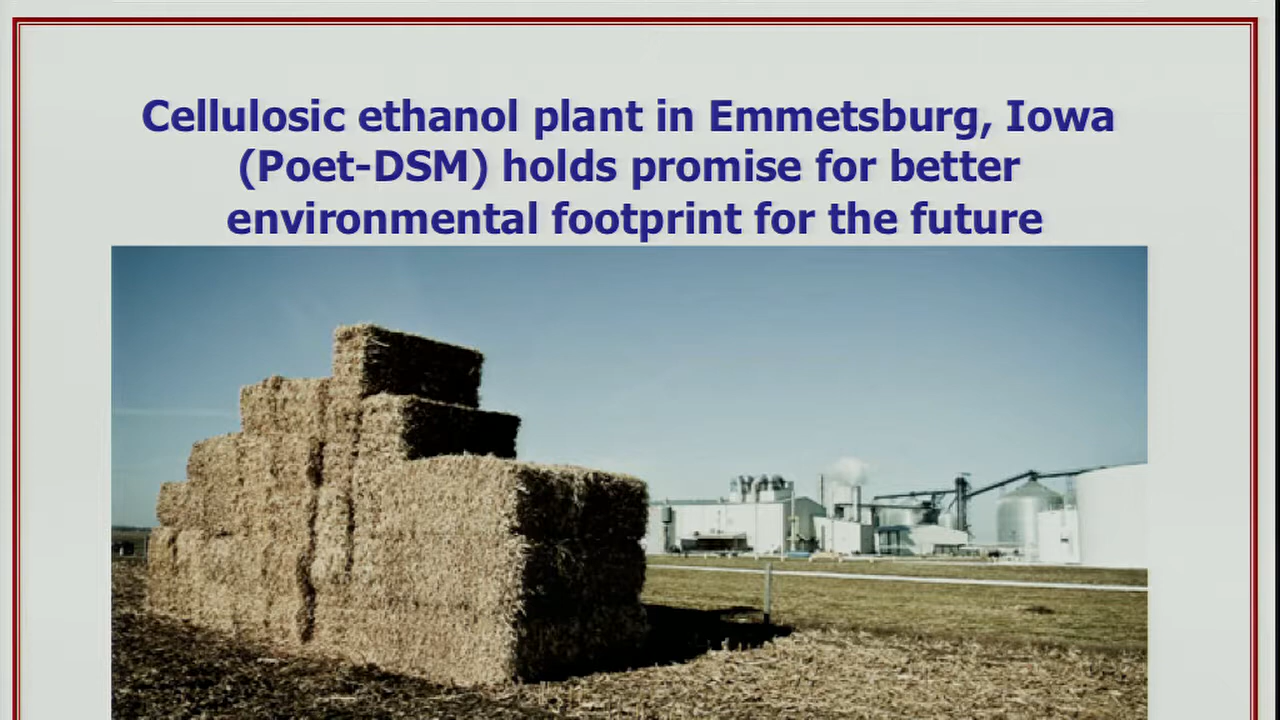 Cellulosic ethanol plant in Emmetsburg, Iowa
(Poet-DSM) holds promise for better
environmental footprint for the future